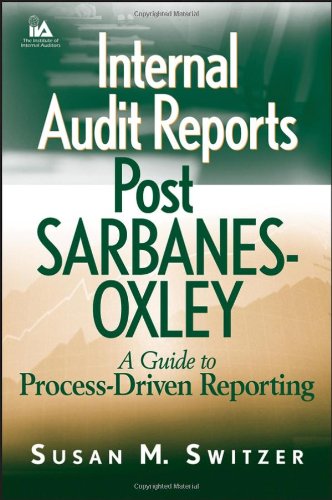 IIA
The Institute of
Internal Auditors
Internal
Audit Reports
Post
SARBANES-
OXLEY
A Guide to
Process-Driven Reporting
SUSAN M. SWITZER